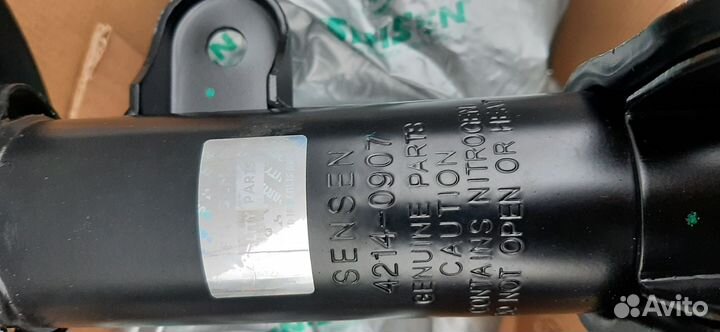 SENSEN
SENSEN
4214-0907
GENUINE PARTS
CAUTION
CONTAINS NITROGEN
DO NOT OPEN OR HEAT
Avito